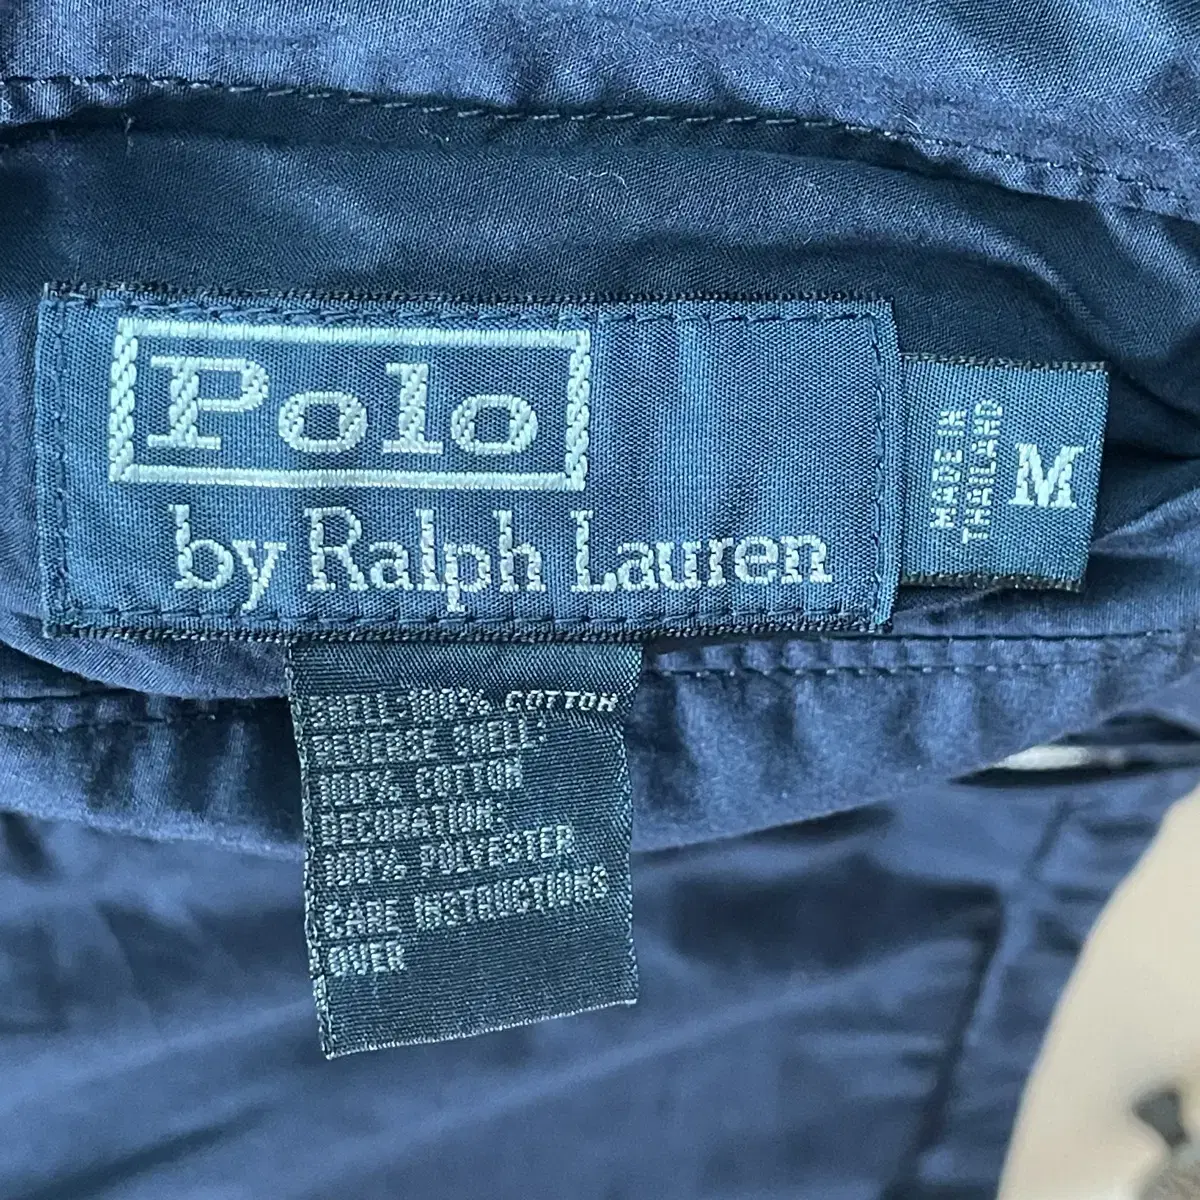 Polo
by Ralph Lauren
MADE IN
THAILAND
M
SHELL-100% COTTON
REVERSE SHELL:
100% COTTON
DECORATION:
100% POLYESTER
CARE INSTRUCTIONS
OVER